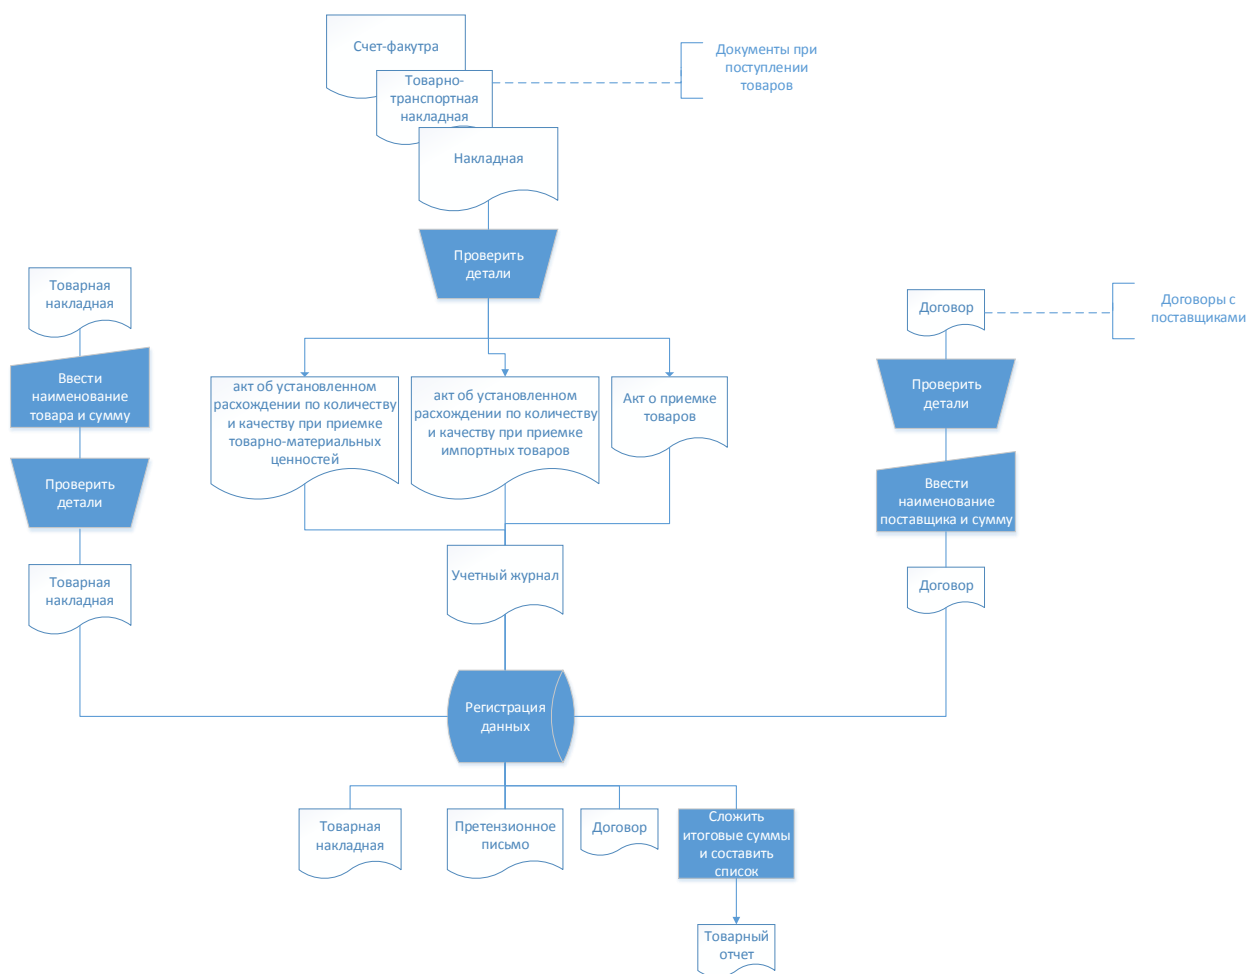 Счет-факутра
Товарно-
транспортная
накладная
Накладная
Документы при
поступлении
товаров
Проверить
детали
Товарная
накладная
Ввести
наименование
товара и сумму
Проверить
детали
Товарная
накладная
акт об установленном
расхождении по количеству
и качеству при приемке
товарно-материальных
ценностей
акт об установленном
расхождении по количеству
и качеству при приемке
импортных товаров
Акт о приемке
товаров
Учетный журнал
Договор
Договоры с
поставщиками
Проверить
детали
Ввести
наименование
поставщика и сумму
Договор
Регистрация
данных
Товарная
накладная
Претензионное
письмо
Договор
Сложить
итоговые суммы
и составить
список
Товарный
отчет